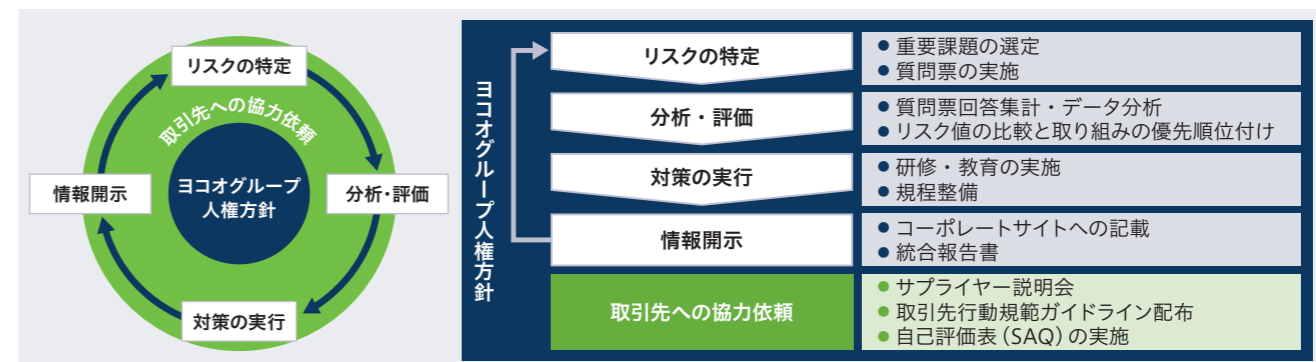 リスクの特定
取引先への協力依頼
情報開示
ヨコオグループ
人権方針
分析・評価
対策の実行
ヨコオグループ人権方針
リスクの特定
● 重要課題の選定
● 質問票の実施
分析・評価
● 質問票回答集計・データ分析
● リスク値の比較と取り組みの優先順位付け
対策の実行
● 研修・教育の実施
● 規程整備
情報開示
● コーポレートサイトへの記載
● 統合報告書
取引先への協力依頼
● サプライヤー説明会
● 取引先行動規範ガイドライン配布
● 自己評価表（SAQ）の実施